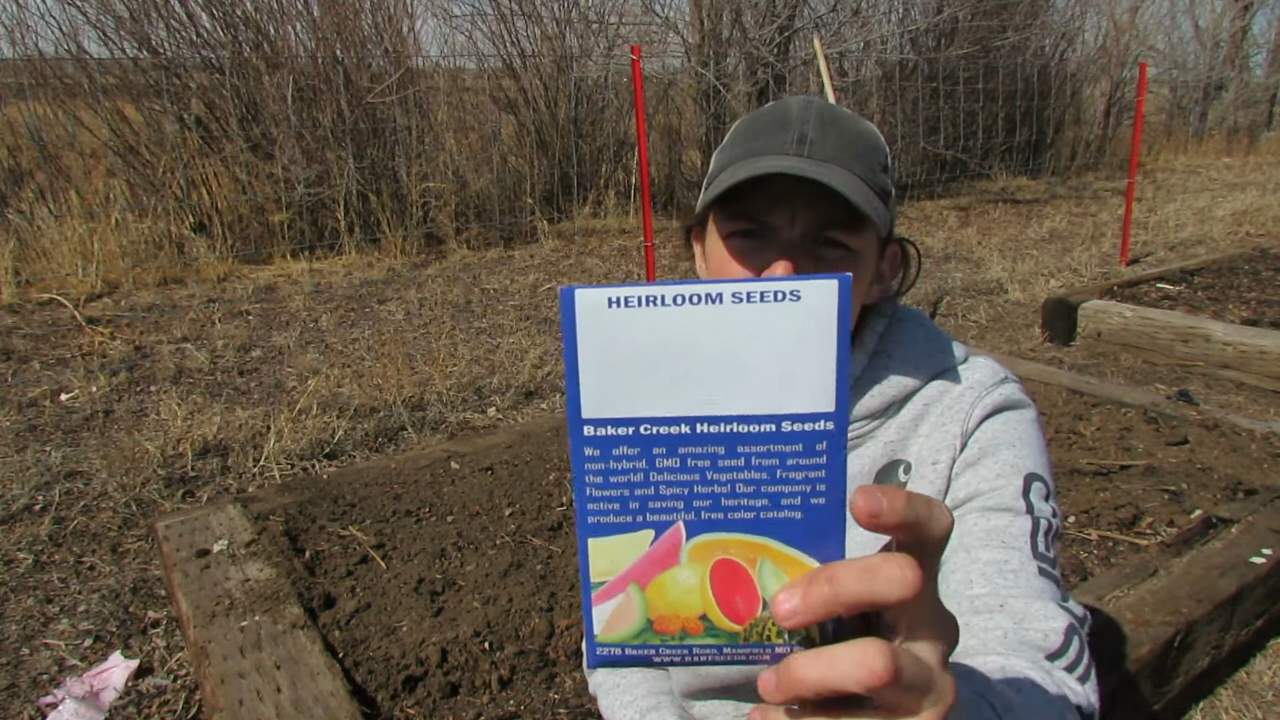 HEIRLOOM SEEDS
Baker Creek Heirloom Seeds
We offer an amazing assortment of
non-hybrid, GMO free seed from around
the world! Delicious Vegetables, Fragrant
Flowers and Spicy Herbs! Our company is
active in saving our heritage, and we
produce a beautiful, free color catalog.
2278 Baker Creek Road, Mansfield MO
www.rareseeds.com